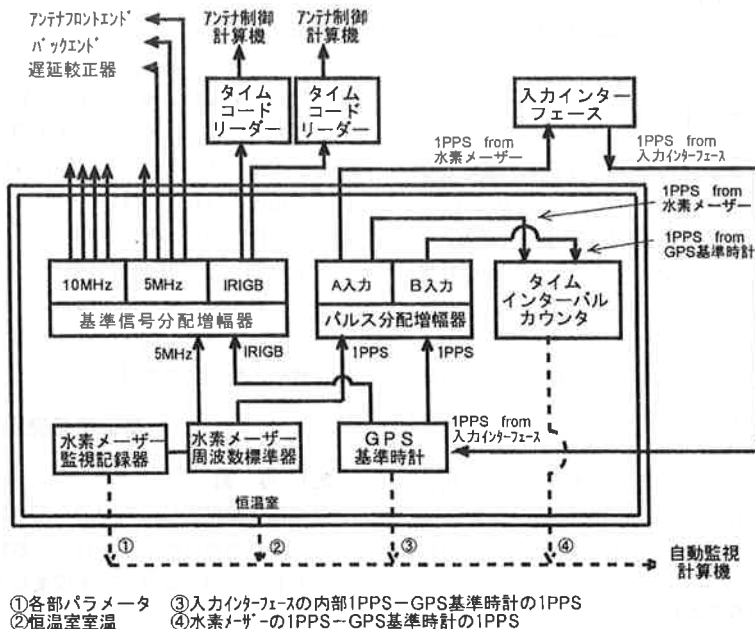 アンテナフロントエンド
バックエンド
遅延較正器
アンテナ制御
計算機
アンテナ制御
計算機
タイム
コード
リーダー
タイム
コード
リーダー
入力インター
フェース
1PPS from
水素メーザー
1PPS from
入力インターフェース
1PPS from
水素メーザー
1PPS from
GPS基準時計
10MHz
5MHz
IRIGB
基準信号分配増幅器
A入力
B入力
パルス分配増幅器
タイム
インターバル
カウンタ
5MHz
IRIGB
1PPS
1PPS
水素メーザー
監視記録器
水素メーザー
周波数標準器
GPS
基準時計
1PPS from
入力インターフェース
恒温室
①
②
③
④
自動監視
計算機
①各部パラメータ ③入力インターフェースの内部1PPS−GPS基準時計の1PPS
②恒温室室温 ④水素メーザーの1PPS−GPS基準時計の1PPS